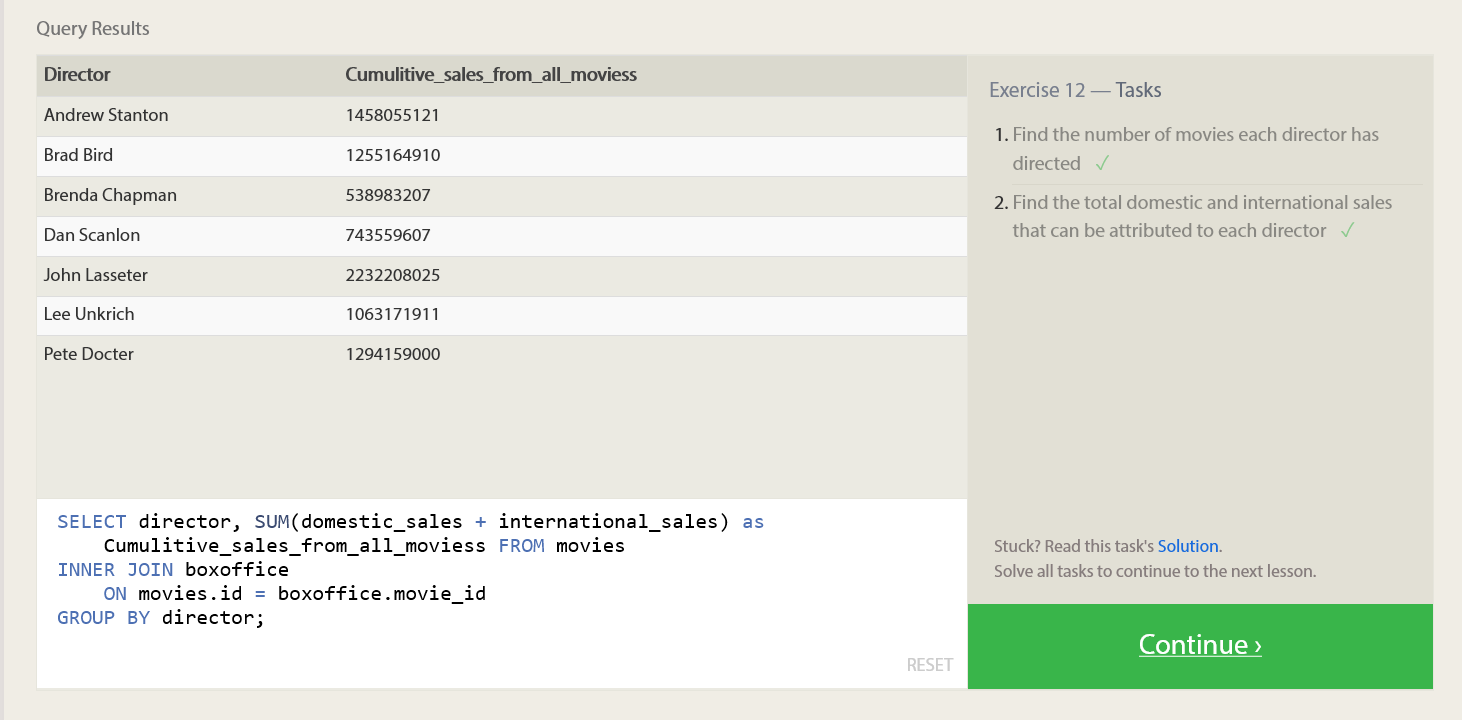 Query Results
Director Cumulitive_sales_from_all_moviess
Andrew Stanton 1458055121
Brad Bird 1255164910
Brenda Chapman 538983207
Dan Scanlon 743559607
John Lasseter 2232208025
Lee Unkrich 1063171911
Pete Docter 1294159000
SELECT director, SUM(domestic_sales + international_sales) as
Cumulitive_sales_from_all_moviess FROM movies
INNER JOIN boxoffice
ON movies.id = boxoffice.movie_id
GROUP BY director;
RESET
Exercise 12 — Tasks
1. Find the number of movies each director has
directed ✓
2. Find the total domestic and international sales
that can be attributed to each director ✓
Stuck? Read this task's Solution.
Solve all tasks to continue to the next lesson.
Continue ›